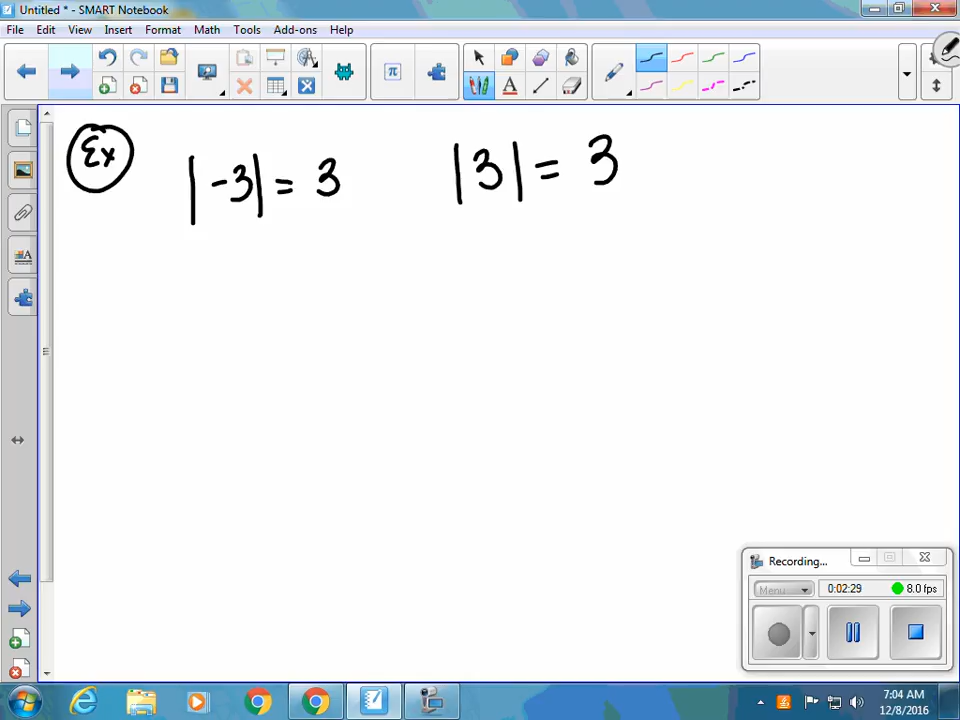 Untitled * - SMART Notebook
File Edit View Insert Format Math Tools Add-ons Help
Ex |-3| = 3 |3| = 3
Recording...
Menu 0:02:29 8.0 fps
7:04 AM
12/8/2016